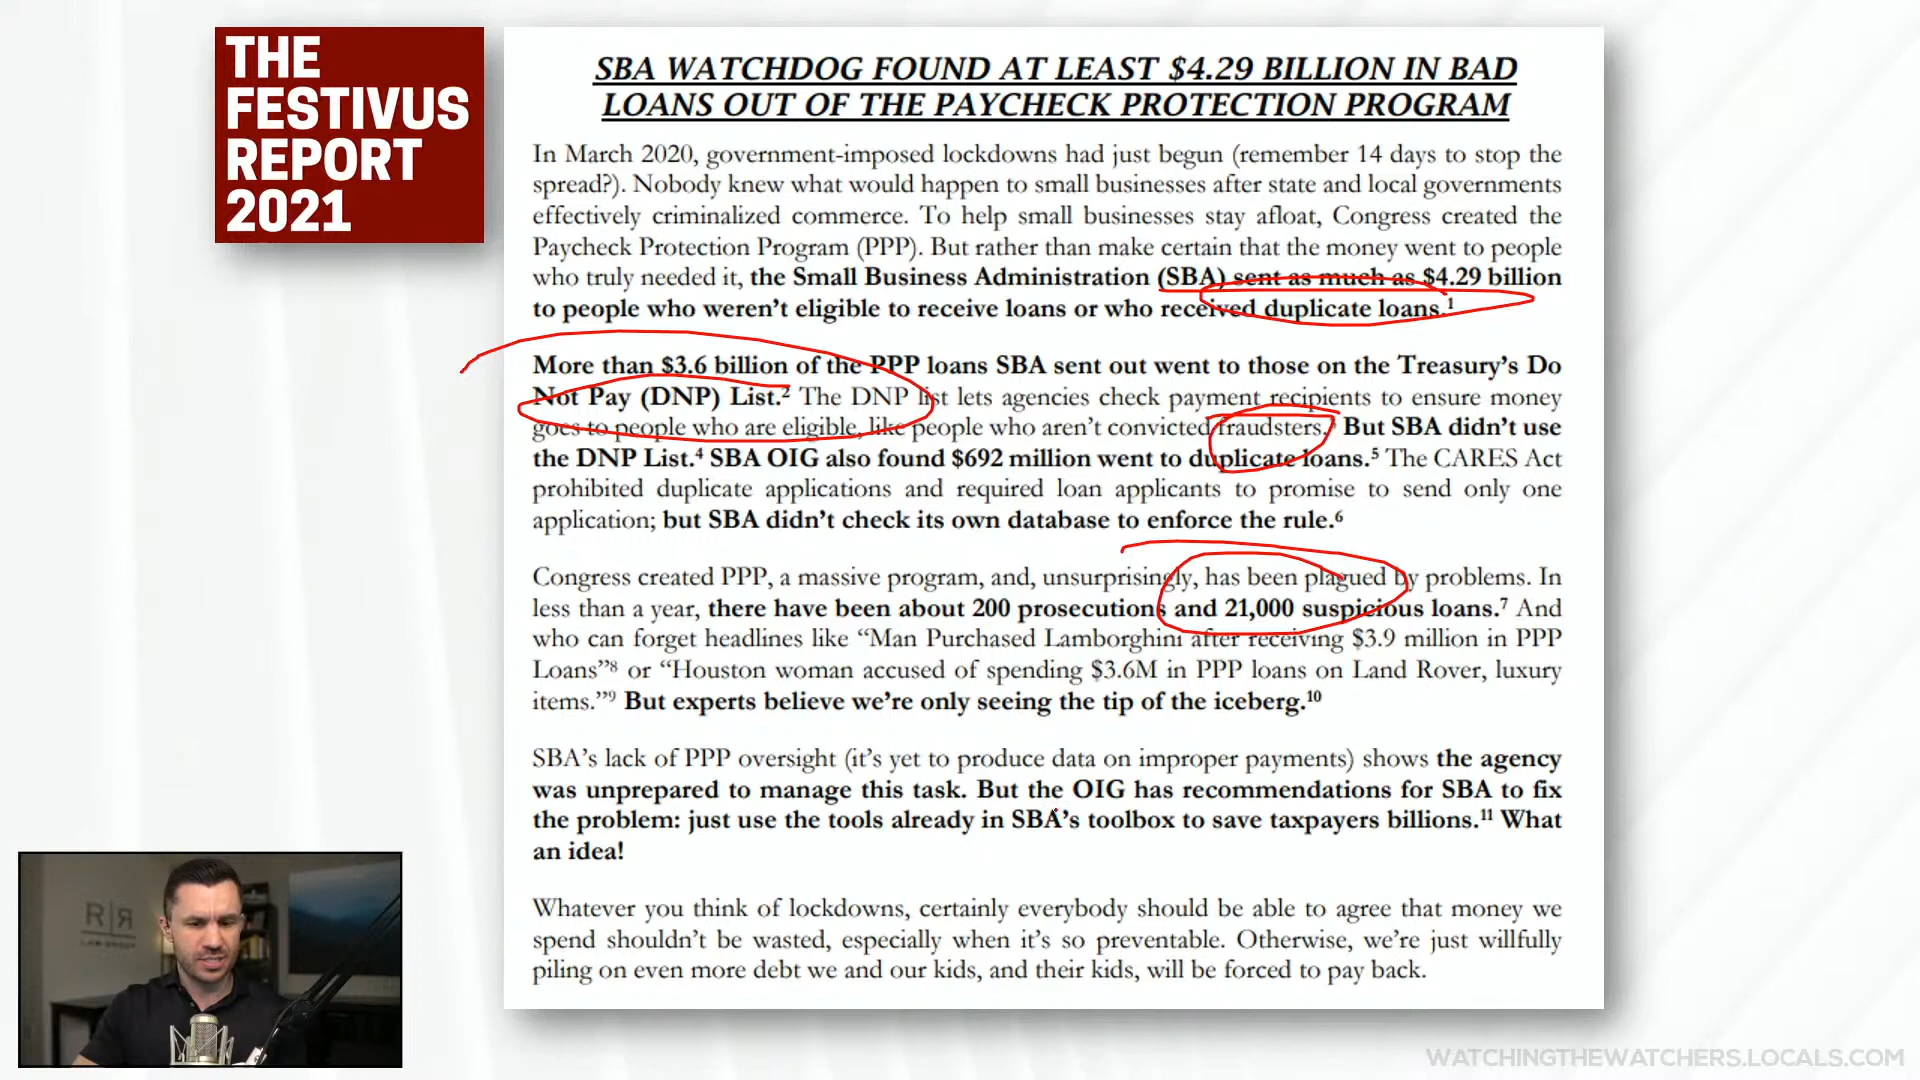 THE
FESTIVUS
REPORT
2021
SBA WATCHDOG FOUND AT LEAST $4.29 BILLION IN BAD
LOANS OUT OF THE PAYCHECK PROTECTION PROGRAM
In March 2020, government-imposed lockdowns had just begun (remember 14 days to stop the
spread?). Nobody knew what would happen to small businesses after state and local governments
effectively criminalized commerce. To help small businesses stay afloat, Congress created the
Paycheck Protection Program (PPP). But rather than make certain that the money went to people
who truly needed it, the Small Business Administration (SBA) sent as much as $4.29 billion
to people who weren't eligible to receive loans or who received duplicate loans.¹
More than $3.6 billion of the PPP loans SBA sent out went to those on the Treasury's Do
Not Pay (DNP) List.² The DNP list lets agencies check payment recipients to ensure money
goes to people who are eligible, like people who aren't convicted fraudsters. But SBA didn't use
the DNP List.⁴ SBA OIG also found $692 million went to duplicate loans.⁵ The CARES Act
prohibited duplicate applications and required loan applicants to promise to send only one
application; but SBA didn't check its own database to enforce the rule.⁶
Congress created PPP, a massive program, and, unsurprisingly, has been plagued by problems. In
less than a year, there have been about 200 prosecutions and 21,000 suspicious loans.⁷ And
who can forget headlines like “Man Purchased Lamborghini after receiving $3.9 million in PPP
Loans”⁸ or “Houston woman accused of spending $3.6M in PPP loans on Land Rover, luxury
items.”⁹ But experts believe we're only seeing the tip of the iceberg.¹⁰
SBA's lack of PPP oversight (it's yet to produce data on improper payments) shows the agency
was unprepared to manage this task. But the OIG has recommendations for SBA to fix
the problem: just use the tools already in SBA's toolbox to save taxpayers billions.¹¹ What
an idea!
Whatever you think of lockdowns, certainly everybody should be able to agree that money we
spend shouldn't be wasted, especially when it's so preventable. Otherwise, we're just willfully
piling on even more debt we and our kids, and their kids, will be forced to pay back.
R|R
LAW GROUP
WATCHINGTHEWATCHERS.LOCALS.COM